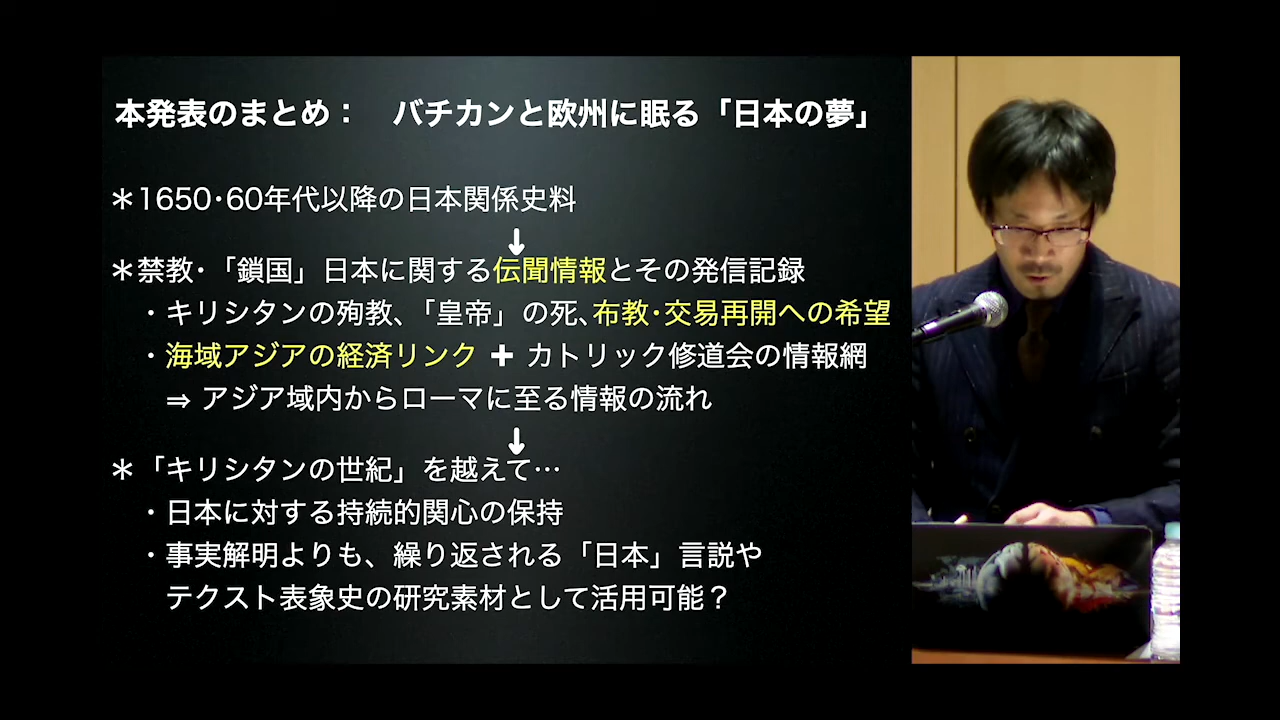 本発表のまとめ：　バチカンと欧州に眠る「日本の夢」
＊1650･60年代以降の日本関係史料
↓
＊禁教･「鎖国」日本に関する伝聞情報とその発信記録
・キリシタンの殉教、「皇帝」の死、布教･交易再開への希望
・海域アジアの経済リンク ＋ カトリック修道会の情報網
⇒ アジア域内からローマに至る情報の流れ
↓
＊「キリシタンの世紀」を越えて…
・日本に対する持続的関心の保持
・事実解明よりも、繰り返される「日本」言説や
テクスト表象史の研究素材として活用可能？